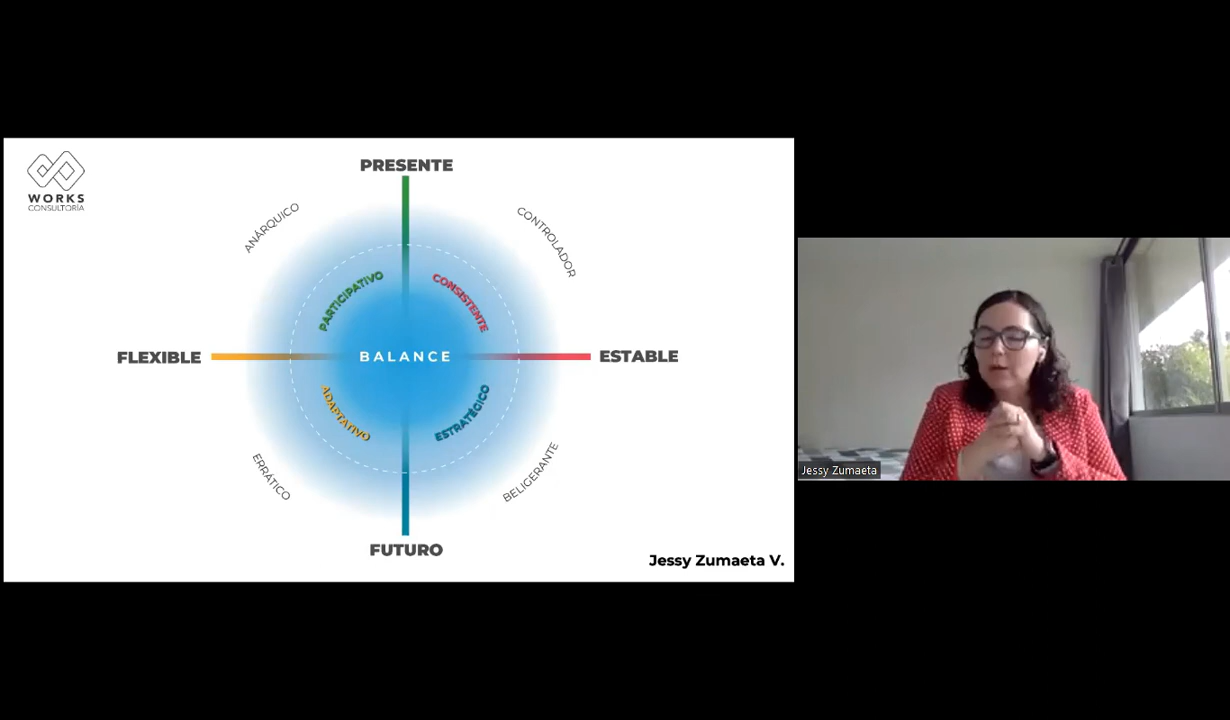 WORKS
CONSULTORÍA
PRESENTE
ANÁRQUICO
CONTROLADOR
PARTICIPATIVO
CONSISTENTE
FLEXIBLE
BALANCE
ESTABLE
ADAPTATIVO
ESTRATÉGICO
ERRÁTICO
BELIGERANTE
FUTURO
Jessy Zumaeta V.
Jessy Zumaeta